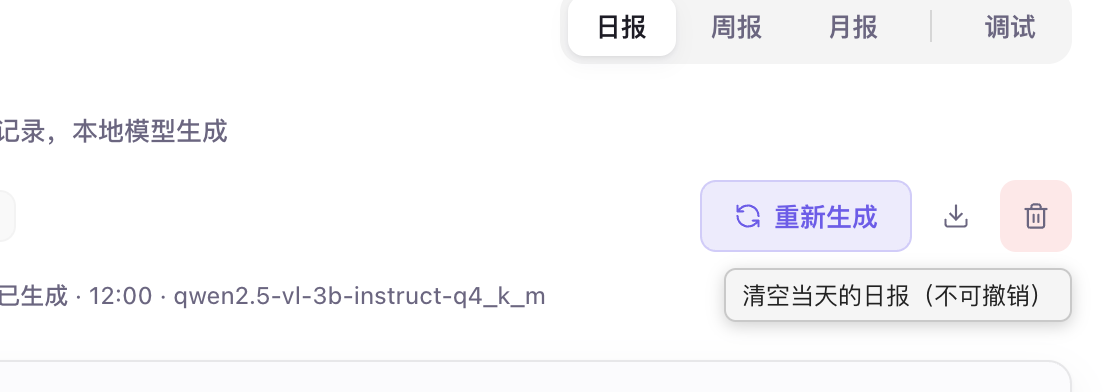 日报 周报 月报 调试
记录，本地模型生成
重新生成
已生成 · 12:00 · qwen2.5-vl-3b-instruct-q4_k_m
清空当天的日报（不可撤销）